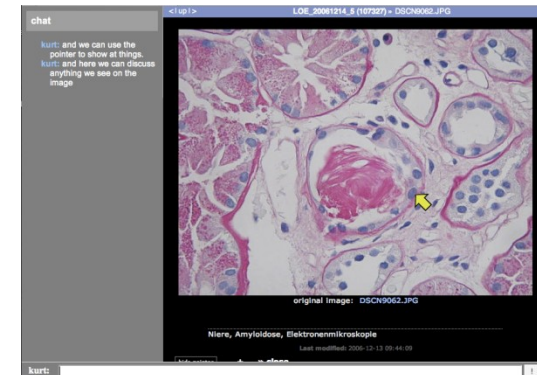 chat
kurt: and we can use the
pointer to show at things.
kurt: and here we can discuss
anything we see on the
image
<[up]>
LOE_20061214_5 (107327) » DSCN9062.JPG
original image: DSCN9062.JPG
Niere, Amyloidose, Elektronenmikroskopie
Last modified: 2006-12-13 09:44:09
close
kurt:
!